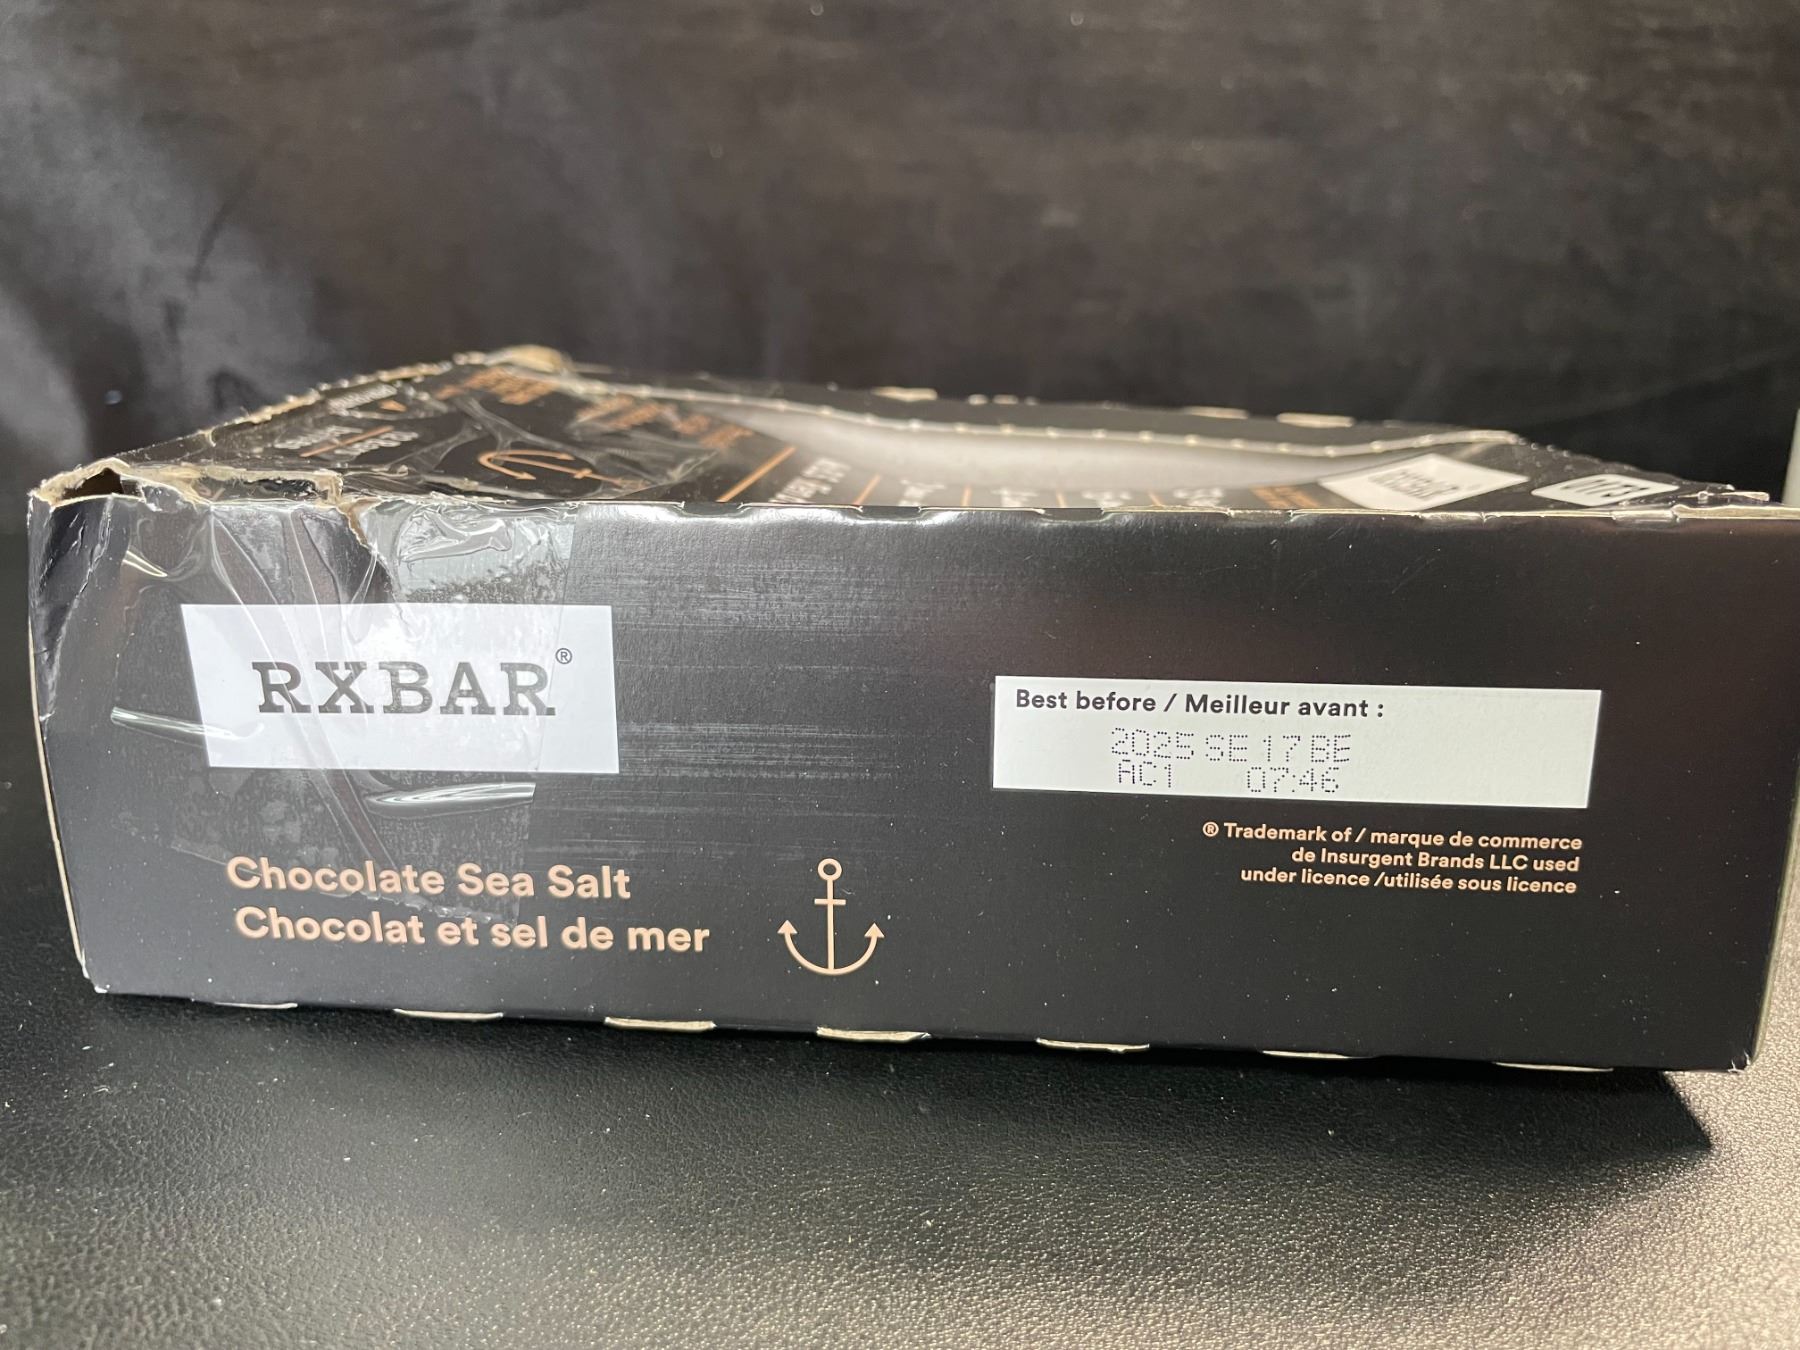 RXBAR®
Best before / Meilleur avant :
2025 SE 17 BE
AC1 07:46
® Trademark of / marque de commerce
de Insurgent Brands LLC used
under licence /utilisée sous licence
Chocolate Sea Salt
Chocolat et sel de mer
RXBAR